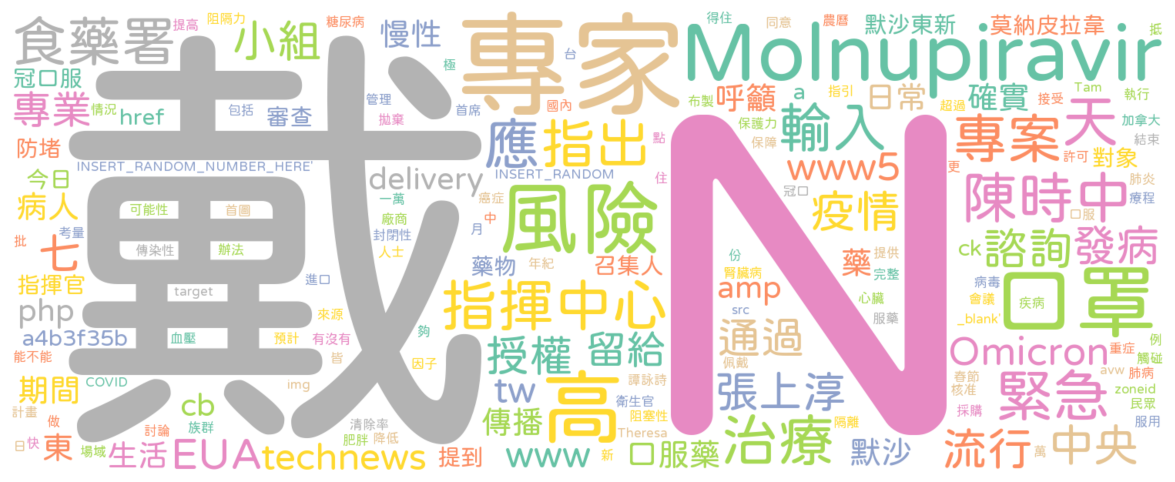 食藥署
提高
阻隔力
小組
糖尿病
慢性
專家
Molnupiravir
得住
同意
農曆
默沙東新
莫納皮拉韋
抵
冠口服
戴
極
台
專業
情況
href
包括
審查
管理
拋棄
首席
國內
布製
呼籲
a
指引
日常
超過
確實
接受
Tam
執行
加拿大
防堵
應
指出
點
保護力
保障
輸入
專案
天
結束
INSERT_RANDOM_NUMBER_HERE'
delivery
INSERT_RANDOM
住
www5
更
許可
對象
今日
病人
可能性
首圖
一萬
癌症
中
風險
N
冠口
疫情
陳時中
肺炎
療程
批
考量
七
傳染性
辦法
廠商
封閉性
月
人士
份
藥
提供
ck
諮詢
發病
口服
指揮官
target
進口
藥物
年紀
召集人
腎臟病
amp
完整
心臟
病毒
會議
疾病
口罩
php
來源
指揮中心
src
服藥
_blank'
a4b3f35b
血壓
預計
有沒有
夠
通過
例
能不能
皆
因子
授權
留給
佩戴
Omicron
重症
觸碰
期間
COVID
img
tw
高
譚詠詩
張上淳
春節
核准
緊急
avw
肺病
zoneid
計畫
做
cb
族群
清除率
傳播
衛生官
阻塞性
Theresa
隔離
採購
民眾
服用
日
快
東
場域
討論
生活
EUA
肥胖
降低
technews
提到
www
新
口服藥
治療
默沙
流行
萬
中央